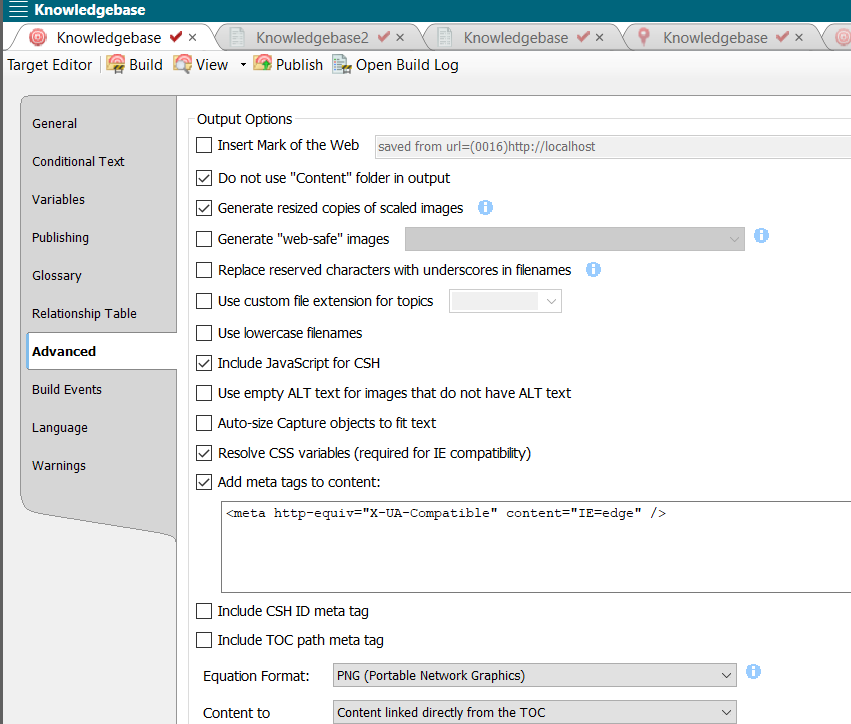 Knowledgebase
Knowledgebase Knowledgebase2 Knowledgebase Knowledgebase
Target Editor Build View Publish Open Build Log
General
Conditional Text
Variables
Publishing
Glossary
Relationship Table
Advanced
Build Events
Language
Warnings
Output Options
Insert Mark of the Web saved from url=(0016)http://localhost
Do not use "Content" folder in output
Generate resized copies of scaled images
Generate "web-safe" images
Replace reserved characters with underscores in filenames
Use custom file extension for topics
Use lowercase filenames
Include JavaScript for CSH
Use empty ALT text for images that do not have ALT text
Auto-size Capture objects to fit text
Resolve CSS variables (required for IE compatibility)
Add meta tags to content:
<meta http-equiv="X-UA-Compatible" content="IE=edge" />
Include CSH ID meta tag
Include TOC path meta tag
Equation Format: PNG (Portable Network Graphics)
Content to Content linked directly from the TOC